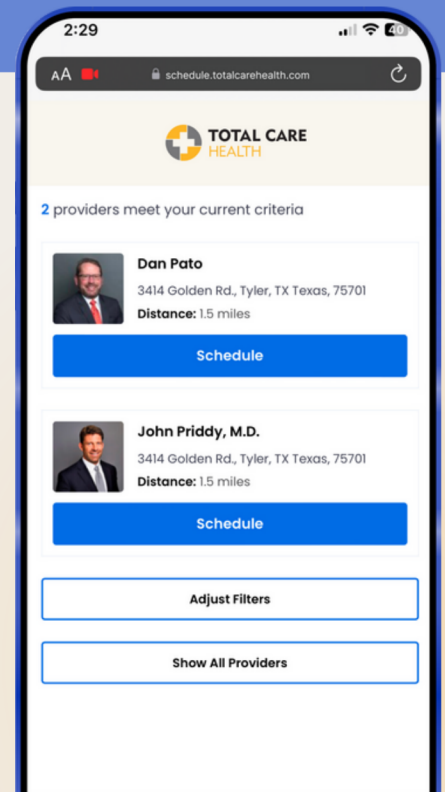 2:29
40
AA schedule.totalcarehealth.com
TOTAL CARE
HEALTH
2 providers meet your current criteria
Dan Pato
3414 Golden Rd., Tyler, TX Texas, 75701
Distance: 1.5 miles
Schedule
John Priddy, M.D.
3414 Golden Rd., Tyler, TX Texas, 75701
Distance: 1.5 miles
Schedule
Adjust Filters
Show All Providers